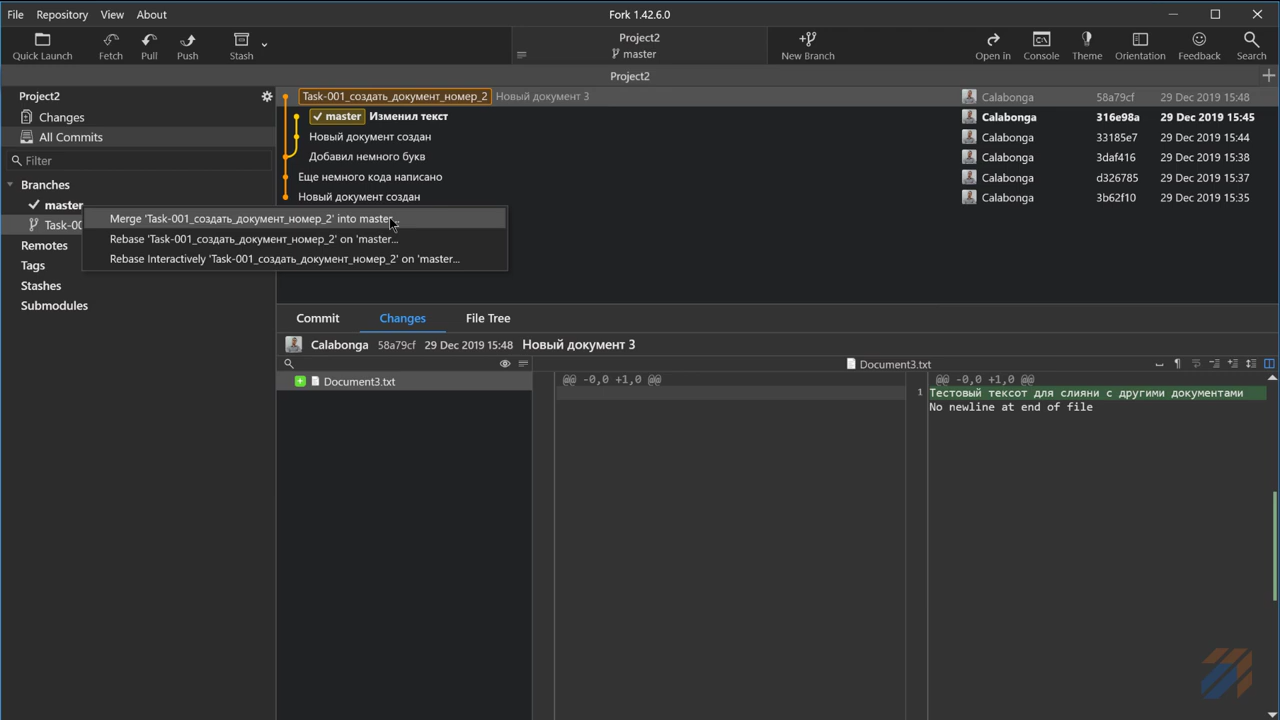 File Repository View About Fork 1.42.6.0
Quick Launch Fetch Pull Push Stash Project2 master New Branch Open in Console Theme Orientation Feedback Search
Project2
Project2
Changes
All Commits
Filter
Branches
master
Remotes
Tags
Stashes
Submodules
Merge 'Task-001_создать_документ_номер_2' into master...
Rebase 'Task-001_создать_документ_номер_2' on 'master...
Rebase Interactively 'Task-001_создать_документ_номер_2' on 'master...
Task-001_создать_документ_номер_2 Новый документ 3 Calabonga 58a79cf 29 Dec 2019 15:48
master Изменил текст Calabonga 316e98a 29 Dec 2019 15:45
Новый документ создан Calabonga 33185e7 29 Dec 2019 15:44
Добавил немного букв Calabonga 3daf416 29 Dec 2019 15:38
Еще немного кода написано Calabonga d326785 29 Dec 2019 15:37
Новый документ создан Calabonga 3b62f10 29 Dec 2019 15:35
Commit Changes File Tree
Calabonga 58a79cf 29 Dec 2019 15:48 Новый документ 3
Document3.txt
Document3.txt
@@ -0,0 +1,0 @@
@@ -0,0 +1,0 @@
1 Тестовый тексот для слияни с другими документами
No newline at end of file